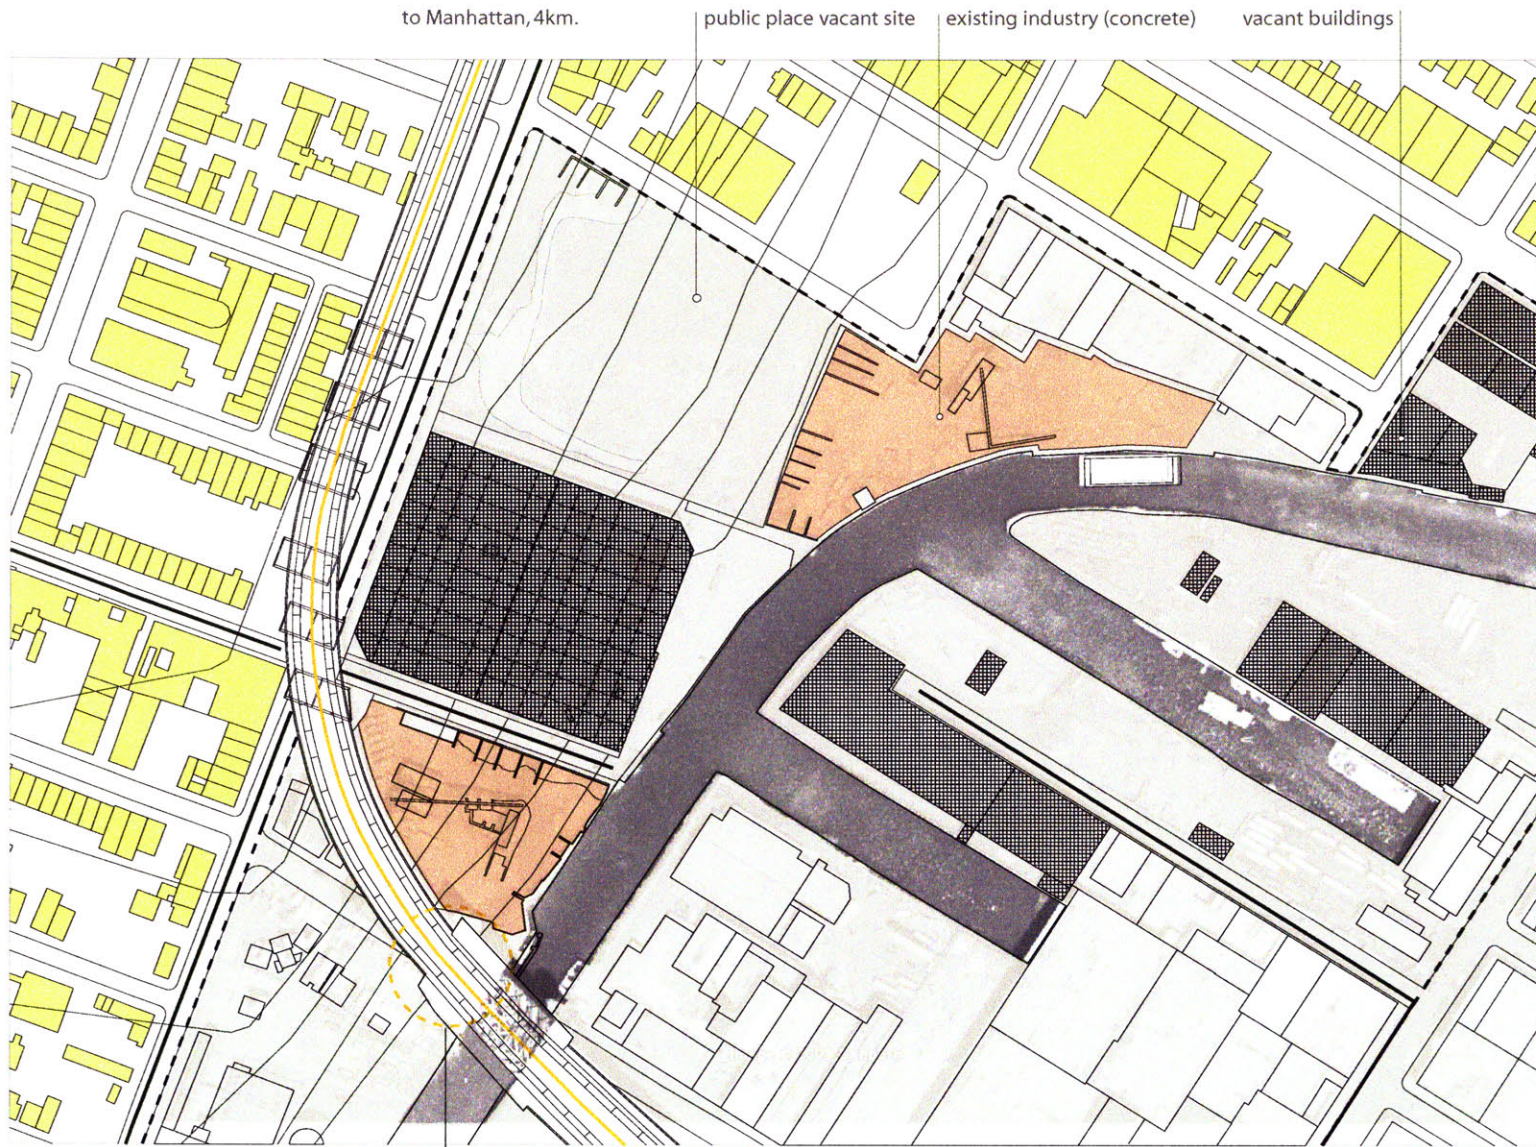 to Manhattan, 4km.
public place vacant site
existing industry (concrete)
vacant buildings